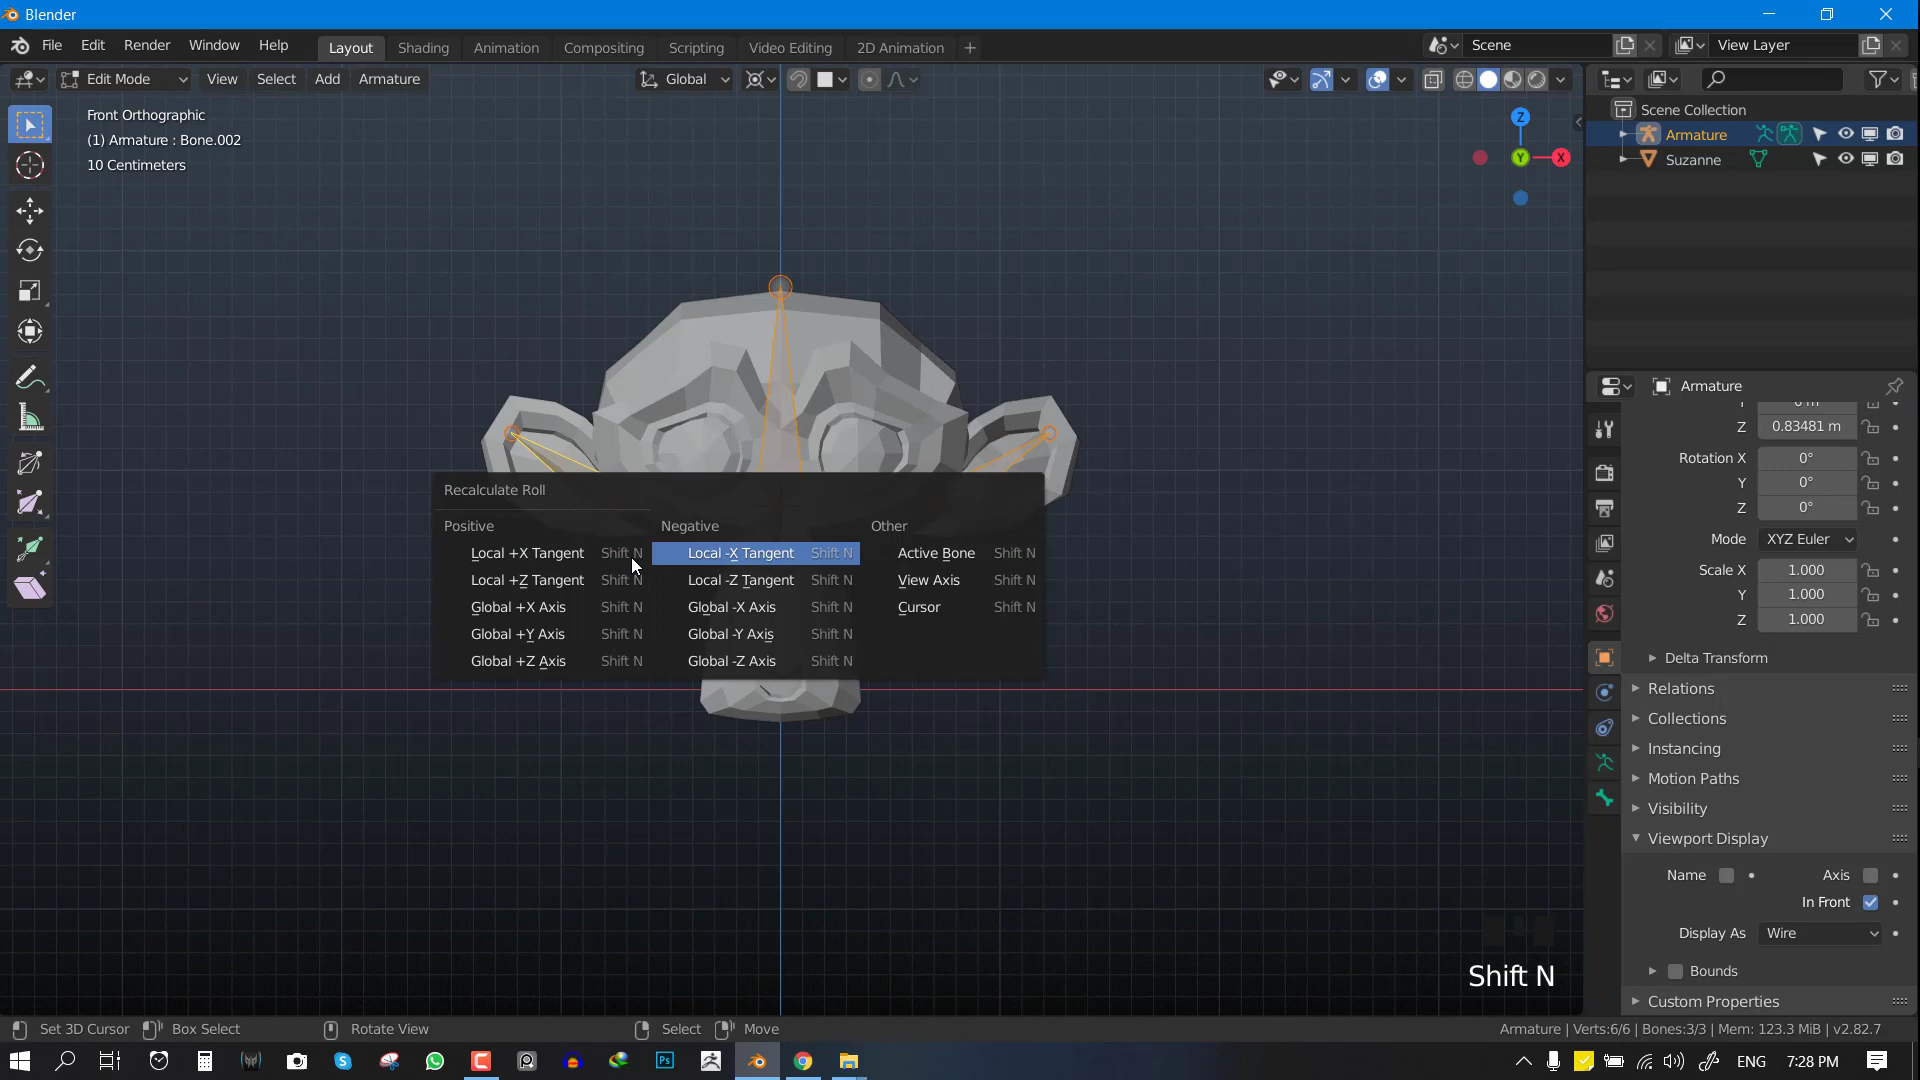 Blender
File Edit Render Window Help Layout Shading Animation Compositing Scripting Video Editing 2D Animation + Scene View Layer
Edit Mode View Select Add Armature Global
Front Orthographic
(1) Armature : Bone.002
10 Centimeters
Z
Y
X
Scene Collection
Armature
Suzanne
Recalculate Roll
Positive Negative Other
Local +X Tangent Shift N Local -X Tangent Shift N Active Bone Shift N
Local +Z Tangent Shift N Local -Z Tangent Shift N View Axis Shift N
Global +X Axis Shift N Global -X Axis Shift N Cursor Shift N
Global +Y Axis Shift N Global -Y Axis Shift N
Global +Z Axis Shift N Global -Z Axis Shift N
Armature
Z 0.83481 m
Rotation X 0°
Y 0°
Z 0°
Mode XYZ Euler
Scale X 1.000
Y 1.000
Z 1.000
Delta Transform
Relations
Collections
Instancing
Motion Paths
Visibility
Viewport Display
Name Axis
In Front
Display As Wire
Bounds
Custom Properties
Shift N
Set 3D Cursor Box Select Rotate View Select Move Armature | Verts:6/6 | Bones:3/3 | Mem: 123.3 MiB | v2.82.7
Ps ENG 7:28 PM